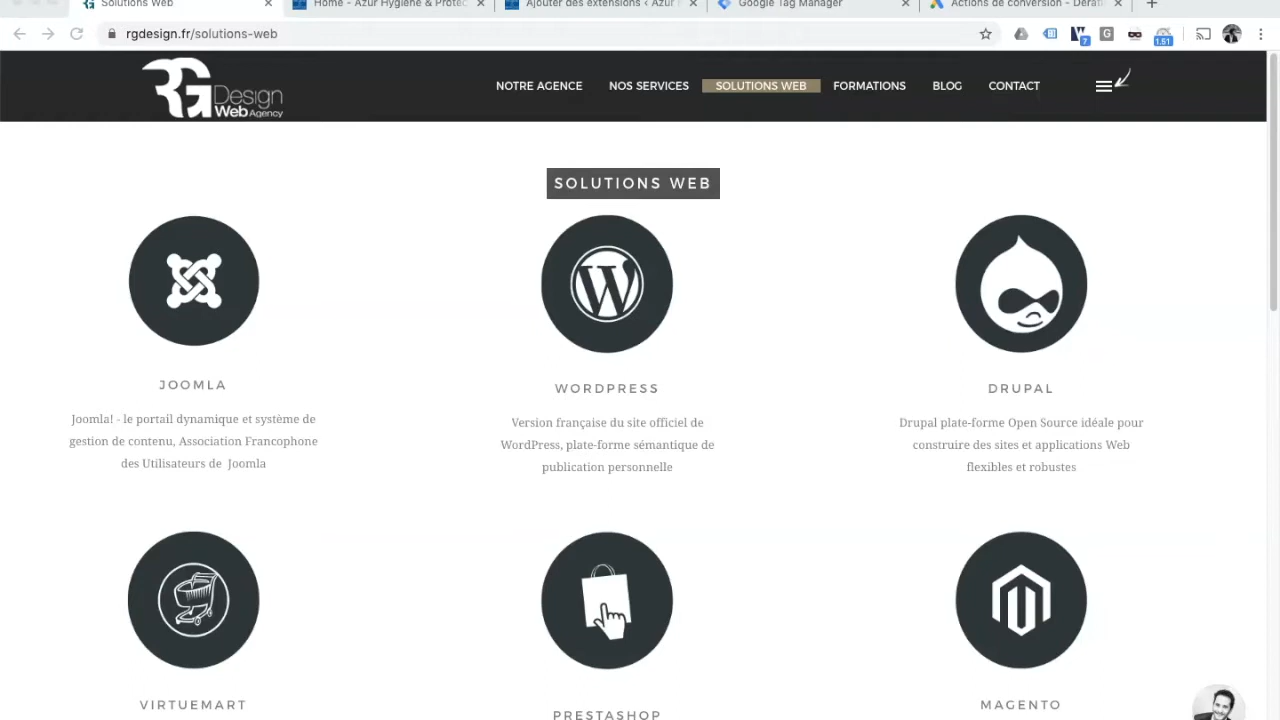 Solutions Web
Home - Azur Hygiène & Protec
Ajouter des extensions ‹ Azur
Google Tag Manager
Actions de conversion - Dérat
rgdesign.fr/solutions-web
7
G
1.51
RG Design
Web Agency
NOTRE AGENCE
NOS SERVICES
SOLUTIONS WEB
FORMATIONS
BLOG
CONTACT
SOLUTIONS WEB
JOOMLA
Joomla! - le portail dynamique et système de
gestion de contenu, Association Francophone
des Utilisateurs de Joomla
WORDPRESS
Version française du site officiel de
WordPress, plate-forme sémantique de
publication personnelle
DRUPAL
Drupal plate-forme Open Source idéale pour
construire des sites et applications Web
flexibles et robustes
VIRTUEMART
PRESTASHOP
MAGENTO